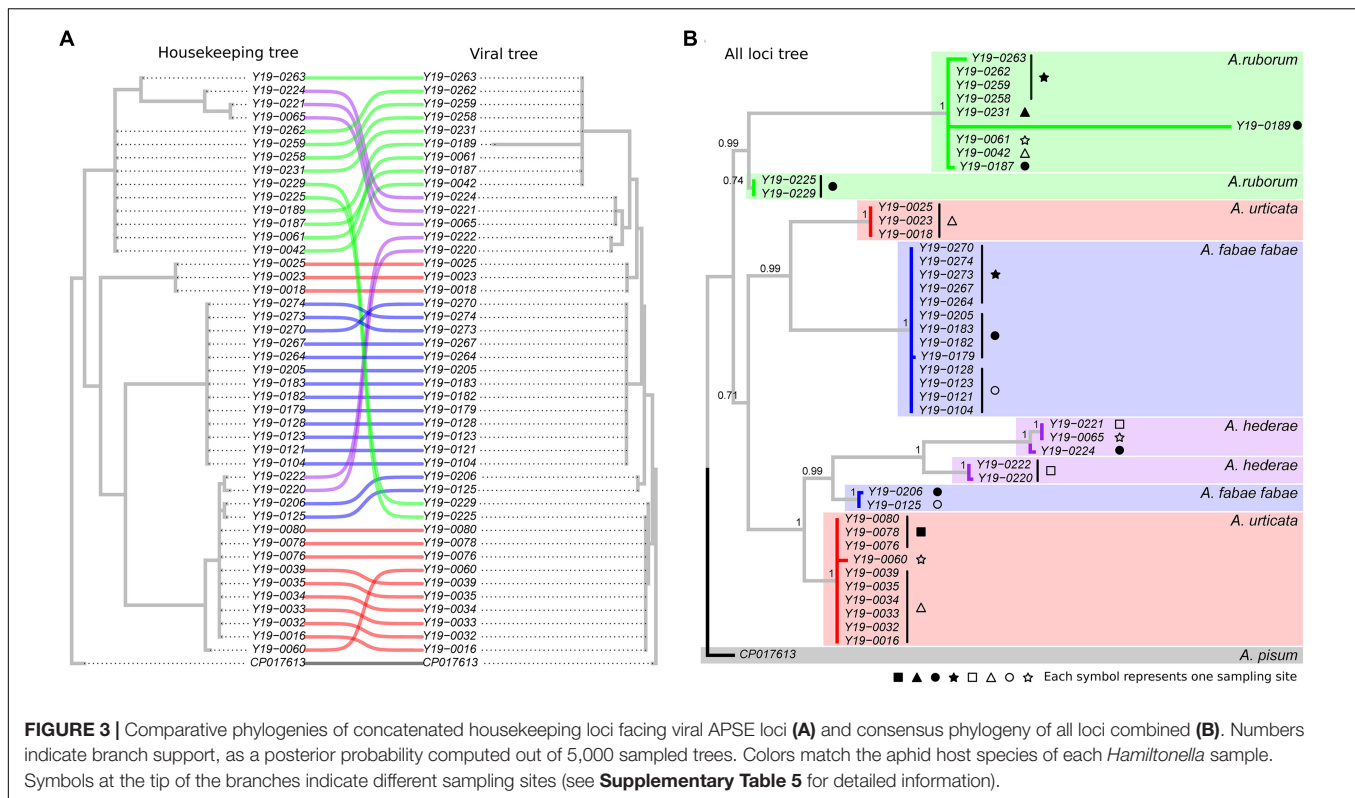 A
Housekeeping tree
Viral tree
Y19-0263
Y19-0224
Y19-0221
Y19-0065
Y19-0262
Y19-0259
Y19-0258
Y19-0231
Y19-0229
Y19-0225
Y19-0189
Y19-0187
Y19-0061
Y19-0042
Y19-0025
Y19-0023
Y19-0018
Y19-0274
Y19-0273
Y19-0270
Y19-0267
Y19-0264
Y19-0205
Y19-0183
Y19-0182
Y19-0179
Y19-0128
Y19-0123
Y19-0121
Y19-0104
Y19-0222
Y19-0220
Y19-0206
Y19-0125
Y19-0080
Y19-0078
Y19-0076
Y19-0039
Y19-0035
Y19-0034
Y19-0033
Y19-0032
Y19-0016
Y19-0060
CP017613
Y19-0263
Y19-0262
Y19-0259
Y19-0258
Y19-0231
Y19-0189
Y19-0061
Y19-0187
Y19-0042
Y19-0224
Y19-0221
Y19-0065
Y19-0222
Y19-0220
Y19-0025
Y19-0023
Y19-0018
Y19-0270
Y19-0274
Y19-0273
Y19-0267
Y19-0264
Y19-0205
Y19-0183
Y19-0182
Y19-0179
Y19-0128
Y19-0123
Y19-0121
Y19-0104
Y19-0206
Y19-0125
Y19-0229
Y19-0225
Y19-0080
Y19-0078
Y19-0076
Y19-0060
Y19-0039
Y19-0035
Y19-0034
Y19-0033
Y19-0032
Y19-0016
CP017613
B
All loci tree
A.ruborum
Y19-0263
Y19-0262
Y19-0259
Y19-0258
1
Y19-0231
Y19-0189
Y19-0061
Y19-0042
Y19-0187
0.99
0.74
Y19-0225
Y19-0229
A.ruborum
A. urticata
1
Y19-0025
Y19-0023
Y19-0018
0.99
A. fabae fabae
Y19-0270
Y19-0274
Y19-0273
Y19-0267
Y19-0264
Y19-0205
1
Y19-0183
Y19-0182
Y19-0179
Y19-0128
Y19-0123
Y19-0121
Y19-0104
0.71
A. hederae
1
1
Y19-0221
Y19-0065
Y19-0224
1
A. hederae
1
Y19-0222
Y19-0220
0.99
A. fabae fabae
1
Y19-0206
Y19-0125
1
A. urticata
Y19-0080
Y19-0078
Y19-0076
1
Y19-0060
Y19-0039
Y19-0035
Y19-0034
Y19-0033
Y19-0032
Y19-0016
CP017613
A. pisum
Each symbol represents one sampling site
FIGURE 3 | Comparative phylogenies of concatenated housekeeping loci facing viral APSE loci (A) and consensus phylogeny of all loci combined (B). Numbers
indicate branch support, as a posterior probability computed out of 5,000 sampled trees. Colors match the aphid host species of each Hamiltonella sample.
Symbols at the tip of the branches indicate different sampling sites (see Supplementary Table 5 for detailed information).